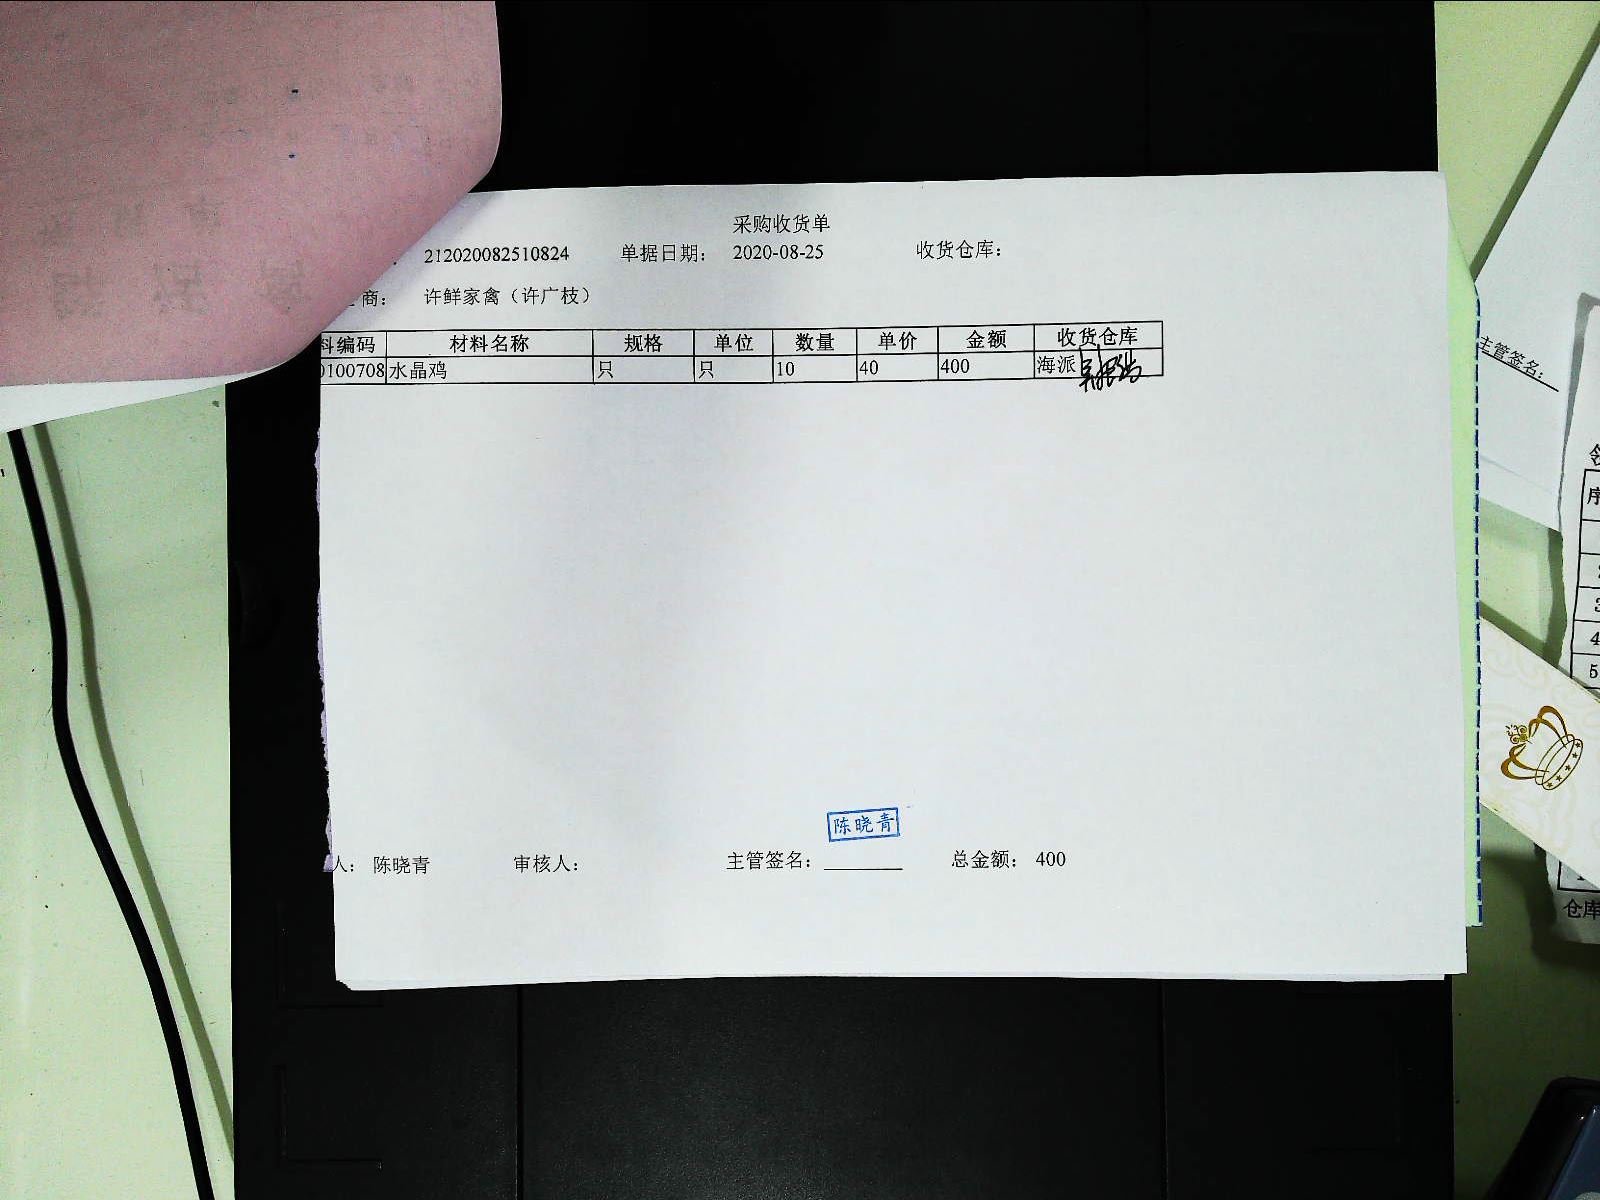 采购收货单
212020082510824 单据日期： 2020-08-25 收货仓库：
商： 许鲜家禽（许广枝）
料编码 材料名称 规格 单位 数量 单价 金额 收货仓库
0100708 水晶鸡 只 只 10 40 400 海派
陈晓青
人： 陈晓青 审核人： 主管签名： 总金额： 400
主管签名：
序
4
5
仓库